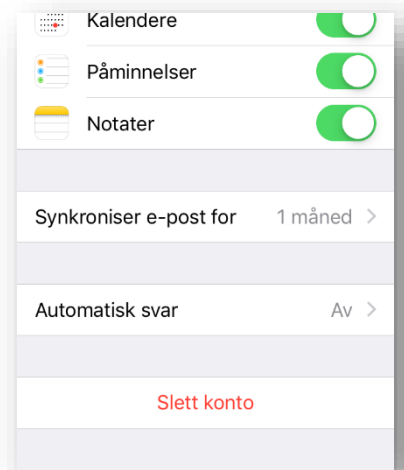 Kalendere
Påminnelser
Notater
Synkroniser e-post for 1 måned
Automatisk svar Av
Slett konto